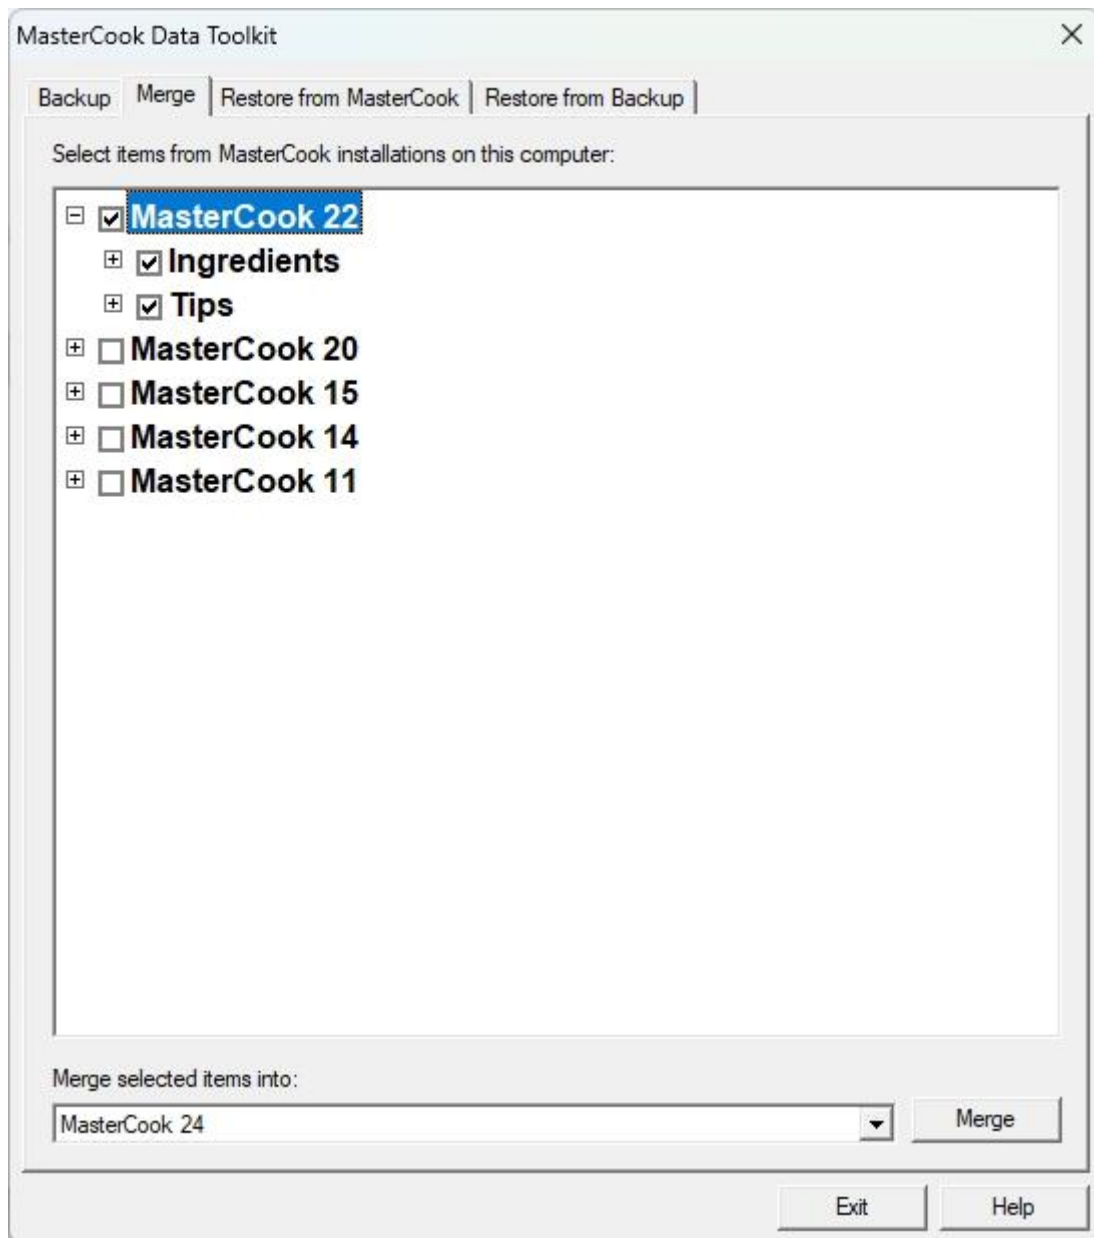 MasterCook Data Toolkit
Backup Merge Restore from MasterCook Restore from Backup
Select items from MasterCook installations on this computer:
MasterCook 22
Ingredients
Tips
MasterCook 20
MasterCook 15
MasterCook 14
MasterCook 11
Merge selected items into:
MasterCook 24 Merge
Exit Help